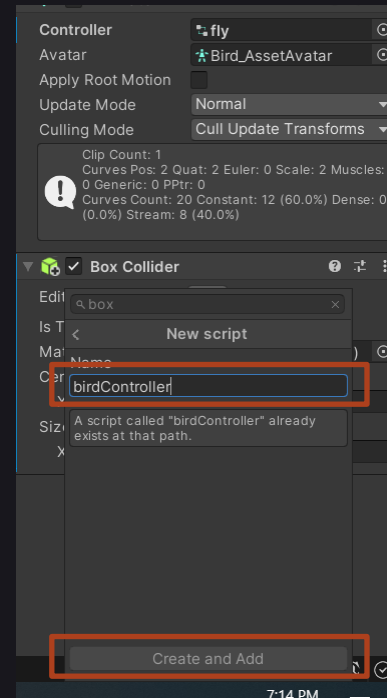 Controller
fly
Avatar
Bird_AssetAvatar
Apply Root Motion
Update Mode
Normal
Culling Mode
Cull Update Transforms
Clip Count: 1
Curves Pos: 2 Quat: 2 Euler: 0 Scale: 2 Muscles:
0 Generic: 0 PPtr: 0
Curves Count: 20 Constant: 12 (60.0%) Dense: 0
(0.0%) Stream: 8 (40.0%)
Box Collider
Edit
box
Is T
New script
Mat
)
Name
Cen
birdController
A script called "birdController" already
exists at that path.
Size
X
Create and Add
7:14 PM